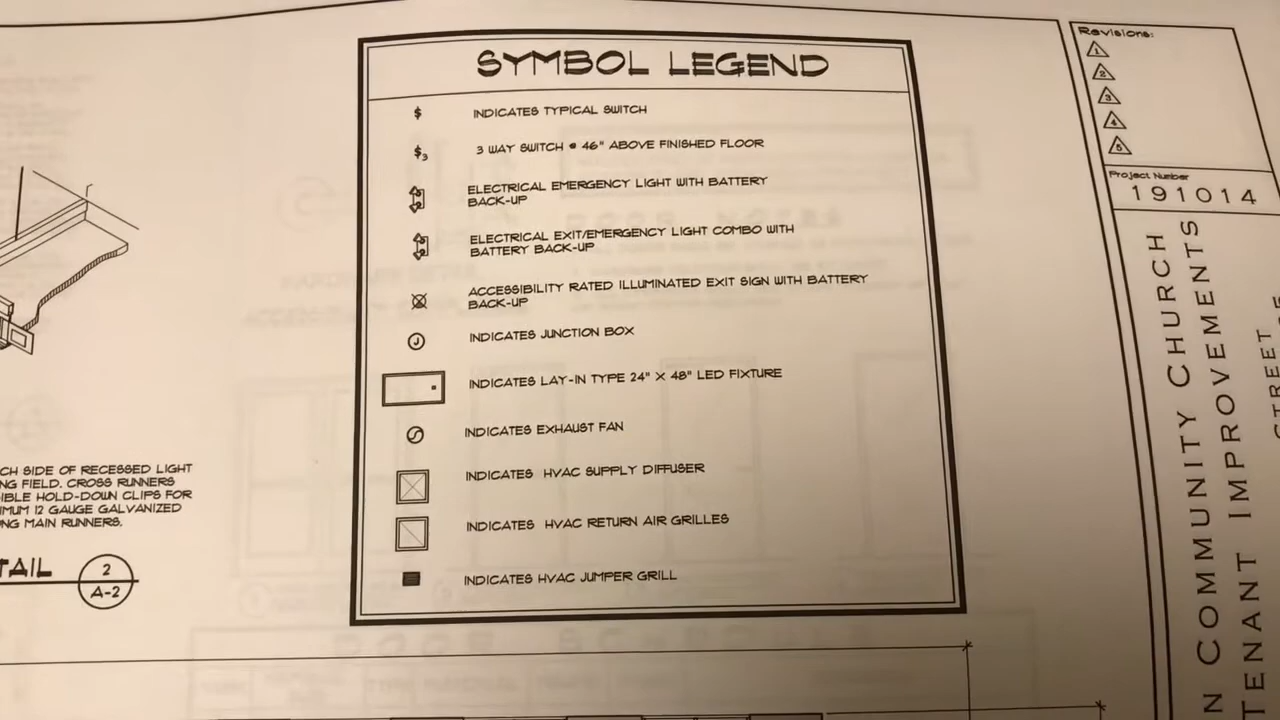 SYMBOL LEGEND
$ INDICATES TYPICAL SWITCH
$3 3 WAY SWITCH @ 46" ABOVE FINISHED FLOOR
ELECTRICAL EMERGENCY LIGHT WITH BATTERY
BACK-UP
ELECTRICAL EXIT/EMERGENCY LIGHT COMBO WITH
BATTERY BACK-UP
ACCESSIBILITY RATED ILLUMINATED EXIT SIGN WITH BATTERY
BACK-UP
J INDICATES JUNCTION BOX
INDICATES LAY-IN TYPE 24" X 48" LED FIXTURE
INDICATES EXHAUST FAN
INDICATES HVAC SUPPLY DIFFUSER
INDICATES HVAC RETURN AIR GRILLES
INDICATES HVAC JUMPER GRILL
CH SIDE OF RECESSED LIGHT
NG FIELD. CROSS RUNNERS
IBLE HOLD-DOWN CLIPS FOR
IMUM 12 GAUGE GALVANIZED
ONG MAIN RUNNERS.
TAIL
2
A-2
Revisions:
1
2
3
4
5
Project Number
191014
N COMMUNITY CHURCH
TENANT IMPROVEMENTS
STREET